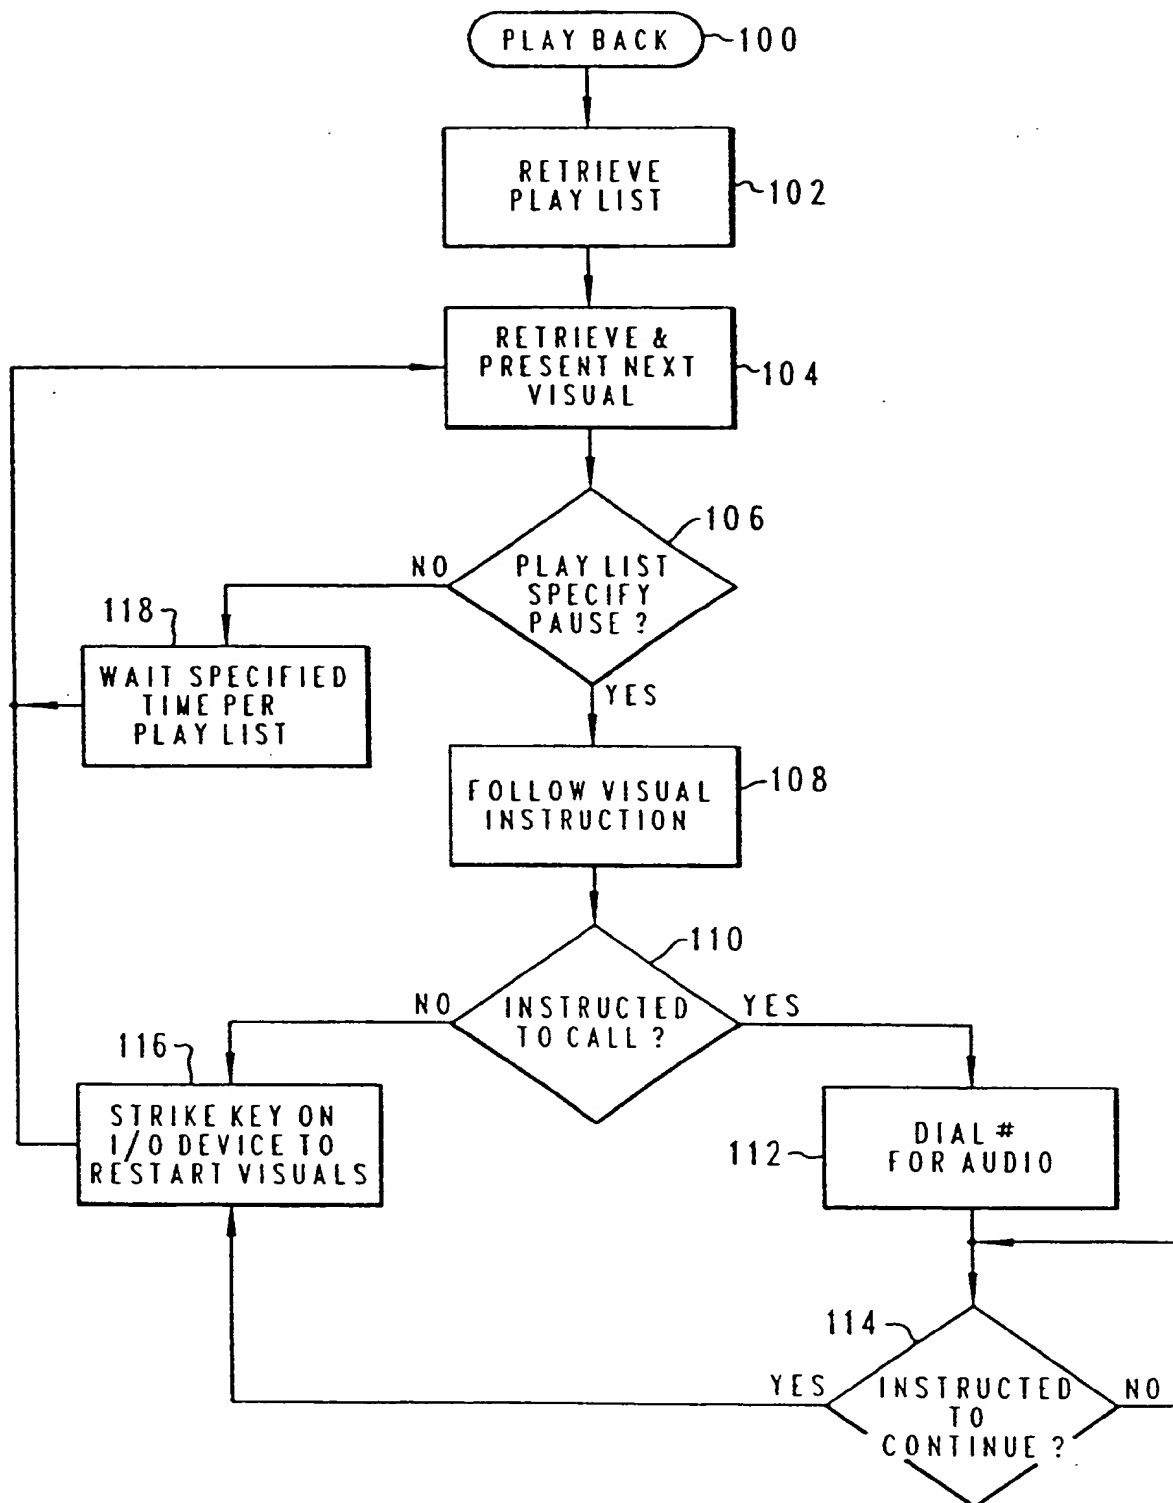 PLAY BACK
100
RETRIEVE
PLAY LIST
102
RETRIEVE &
PRESENT NEXT
VISUAL
104
106
NO
PLAY LIST
SPECIFY
PAUSE ?
118
WAIT SPECIFIED
TIME PER
PLAY LIST
YES
FOLLOW VISUAL
INSTRUCTION
108
110
NO
INSTRUCTED
TO CALL ?
YES
116
STRIKE KEY ON
I/O DEVICE TO
RESTART VISUALS
112
DIAL #
FOR AUDIO
114
YES
INSTRUCTED
TO
CONTINUE ?
NO